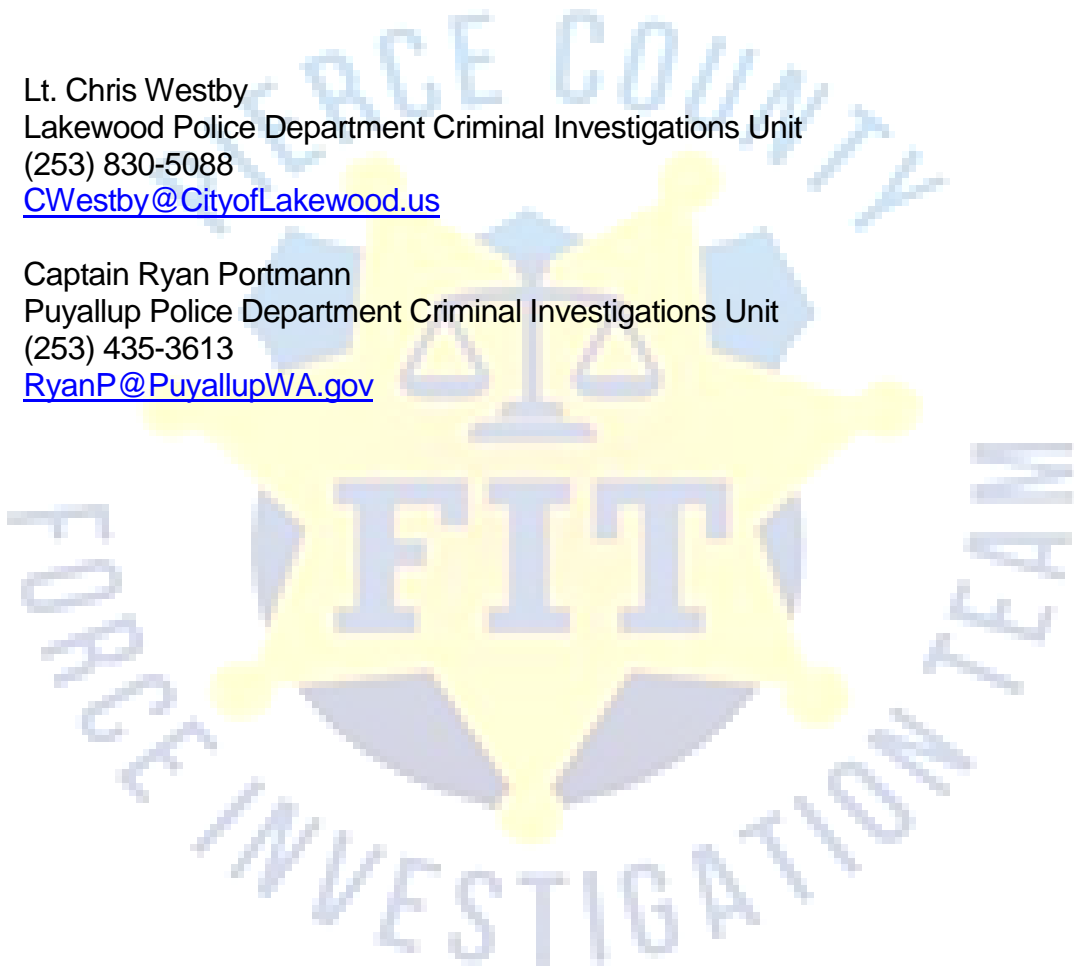 PIERCE COUNTY
Lt. Chris Westby
Lakewood Police Department Criminal Investigations Unit
(253) 830-5088
CWestby@CityofLakewood.us
Captain Ryan Portmann
Puyallup Police Department Criminal Investigations Unit
(253) 435-3613
RyanP@PuyallupWA.gov
FIT
FORCE INVESTIGATION TEAM